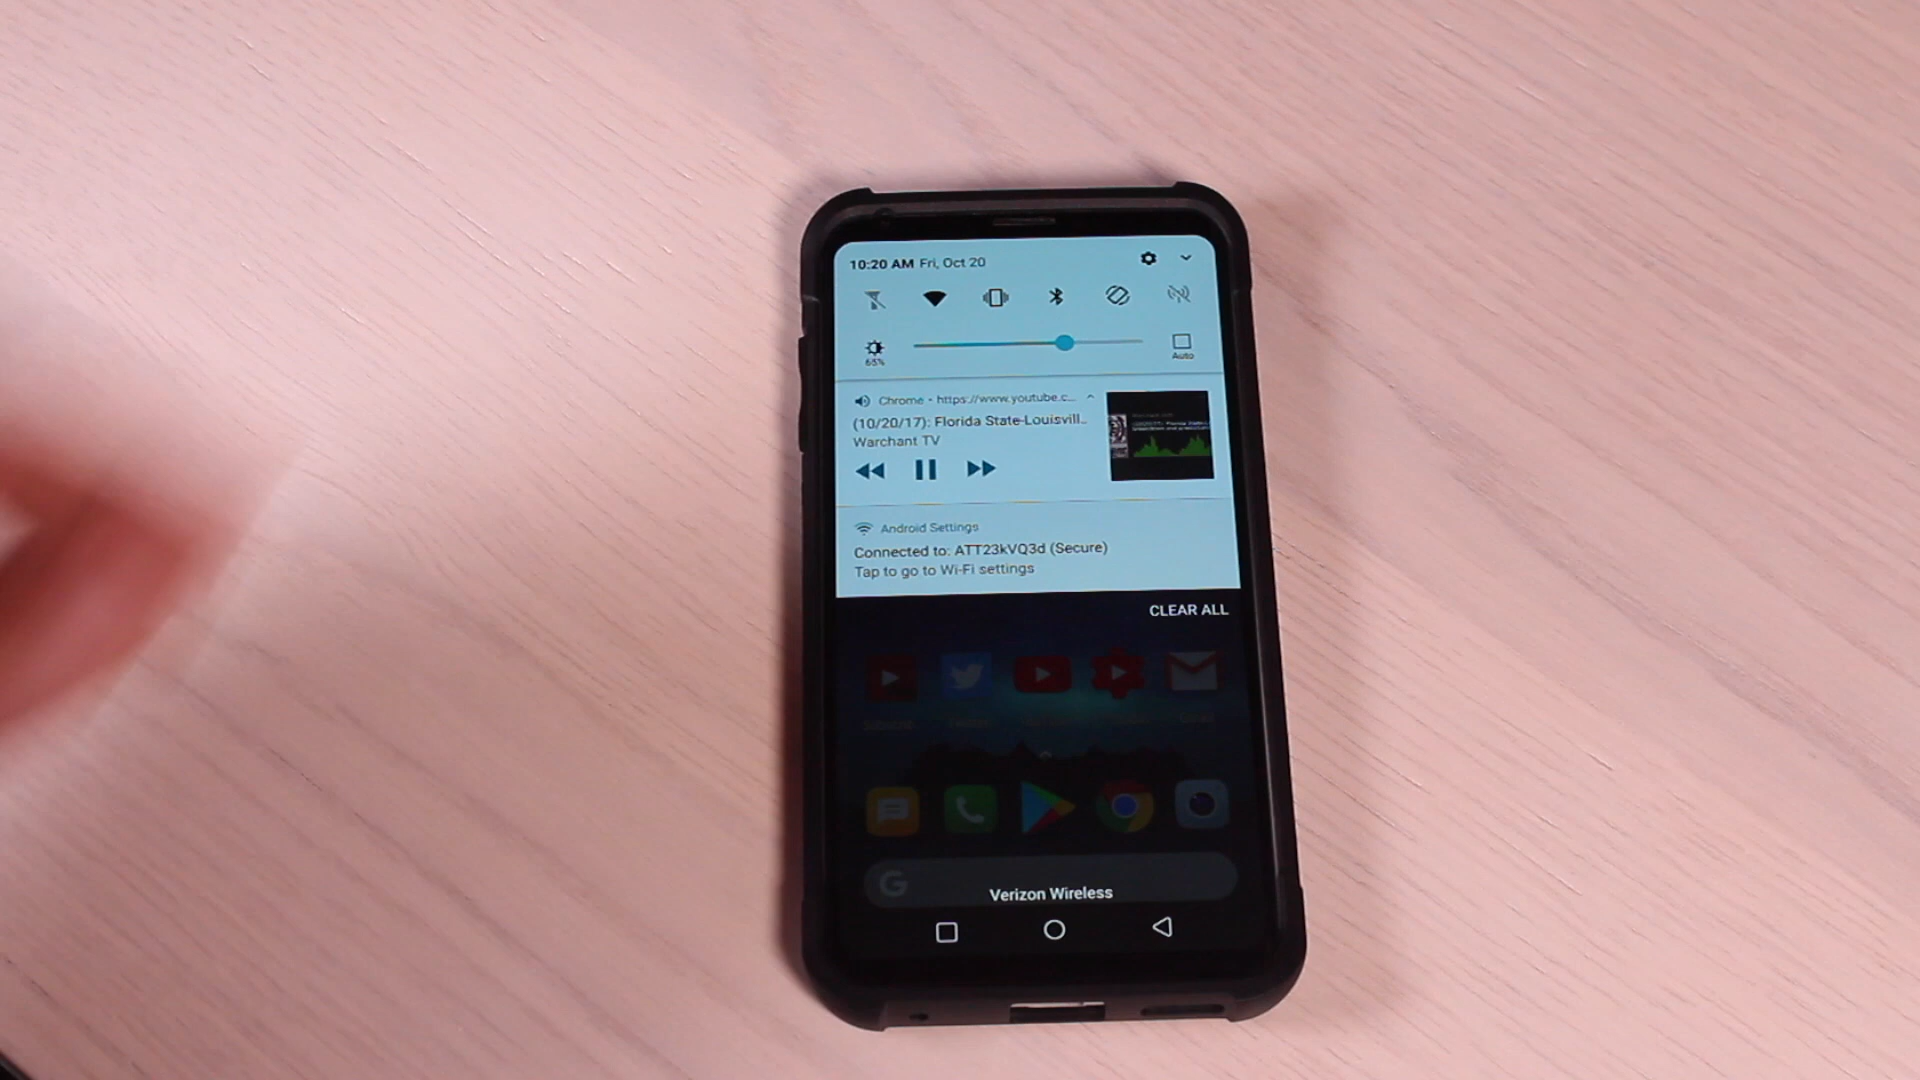 10:20 AM Fri, Oct 20
65%
Auto
Chrome • https://www.youtube.c...
(10/20/17): Florida State-Louisvill..
Warchant TV
Android Settings
Connected to: ATT23kVQ3d (Secure)
Tap to go to Wi-Fi settings
CLEAR ALL
G
Verizon Wireless